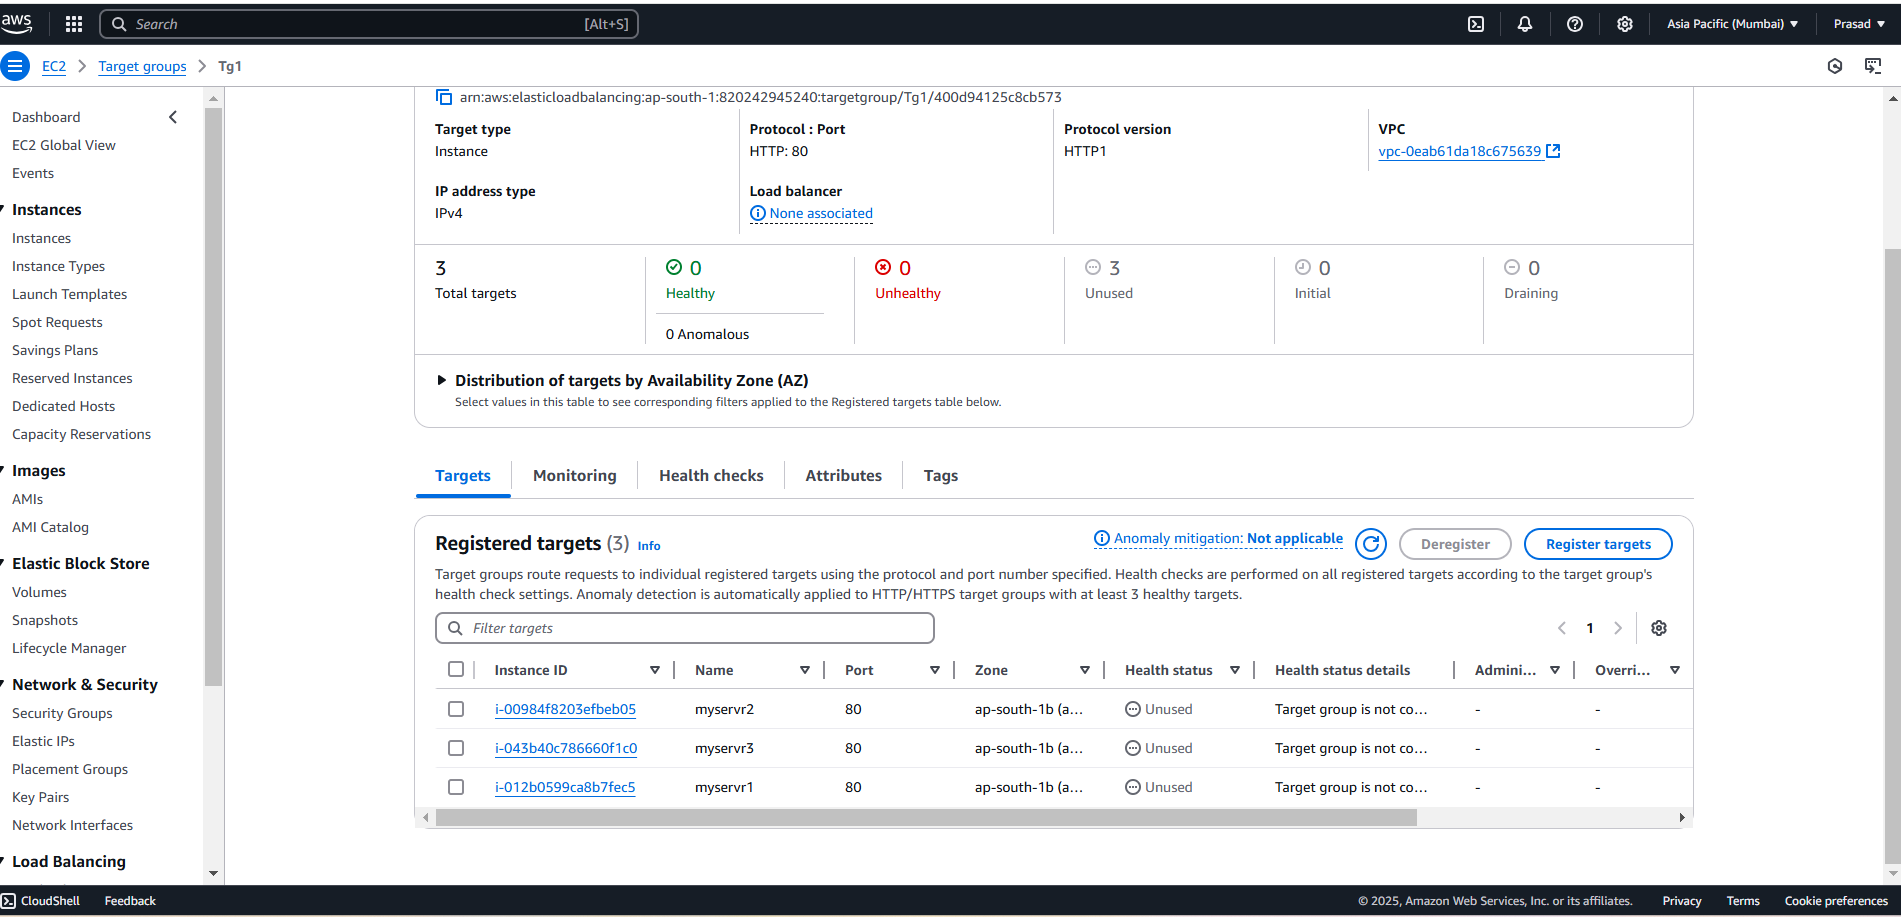 aws Search [Alt+S] Asia Pacific (Mumbai) Prasad
EC2 Target groups Tg1
Dashboard
EC2 Global View
Events
Instances
Instances
Instance Types
Launch Templates
Spot Requests
Savings Plans
Reserved Instances
Dedicated Hosts
Capacity Reservations
Images
AMIs
AMI Catalog
Elastic Block Store
Volumes
Snapshots
Lifecycle Manager
Network & Security
Security Groups
Elastic IPs
Placement Groups
Key Pairs
Network Interfaces
Load Balancing
arn:aws:elasticloadbalancing:ap-south-1:820242945240:targetgroup/Tg1/400d94125c8cb573
Target type Protocol : Port Protocol version VPC
Instance HTTP: 80 HTTP1 vpc-0eab61da18c675639
IP address type Load balancer
IPv4 None associated
3 0 0 3 0 0
Total targets Healthy Unhealthy Unused Initial Draining
0 Anomalous
Distribution of targets by Availability Zone (AZ)
Select values in this table to see corresponding filters applied to the Registered targets table below.
Targets Monitoring Health checks Attributes Tags
Registered targets (3) Info Anomaly mitigation: Not applicable Deregister Register targets
Target groups route requests to individual registered targets using the protocol and port number specified. Health checks are performed on all registered targets according to the target group's
health check settings. Anomaly detection is automatically applied to HTTP/HTTPS target groups with at least 3 healthy targets.
Filter targets 1
Instance ID Name Port Zone Health status Health status details Admini... Overri...
i-00984f8203efbeb05 myservr2 80 ap-south-1b (a... Unused Target group is not co... - -
i-043b40c786660f1c0 myservr3 80 ap-south-1b (a... Unused Target group is not co... - -
i-012b0599ca8b7fec5 myservr1 80 ap-south-1b (a... Unused Target group is not co... - -
CloudShell Feedback © 2025, Amazon Web Services, Inc. or its affiliates. Privacy Terms Cookie preferences